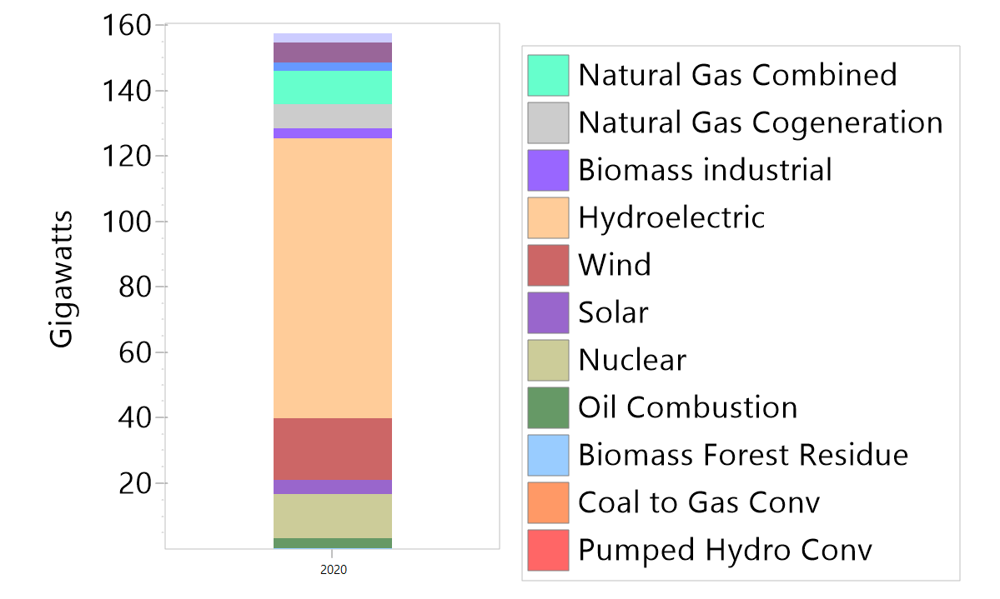 160
140
120
100
80
60
40
20
Gigawatts
2020
Natural Gas Combined
Natural Gas Cogeneration
Biomass industrial
Hydroelectric
Wind
Solar
Nuclear
Oil Combustion
Biomass Forest Residue
Coal to Gas Conv
Pumped Hydro Conv